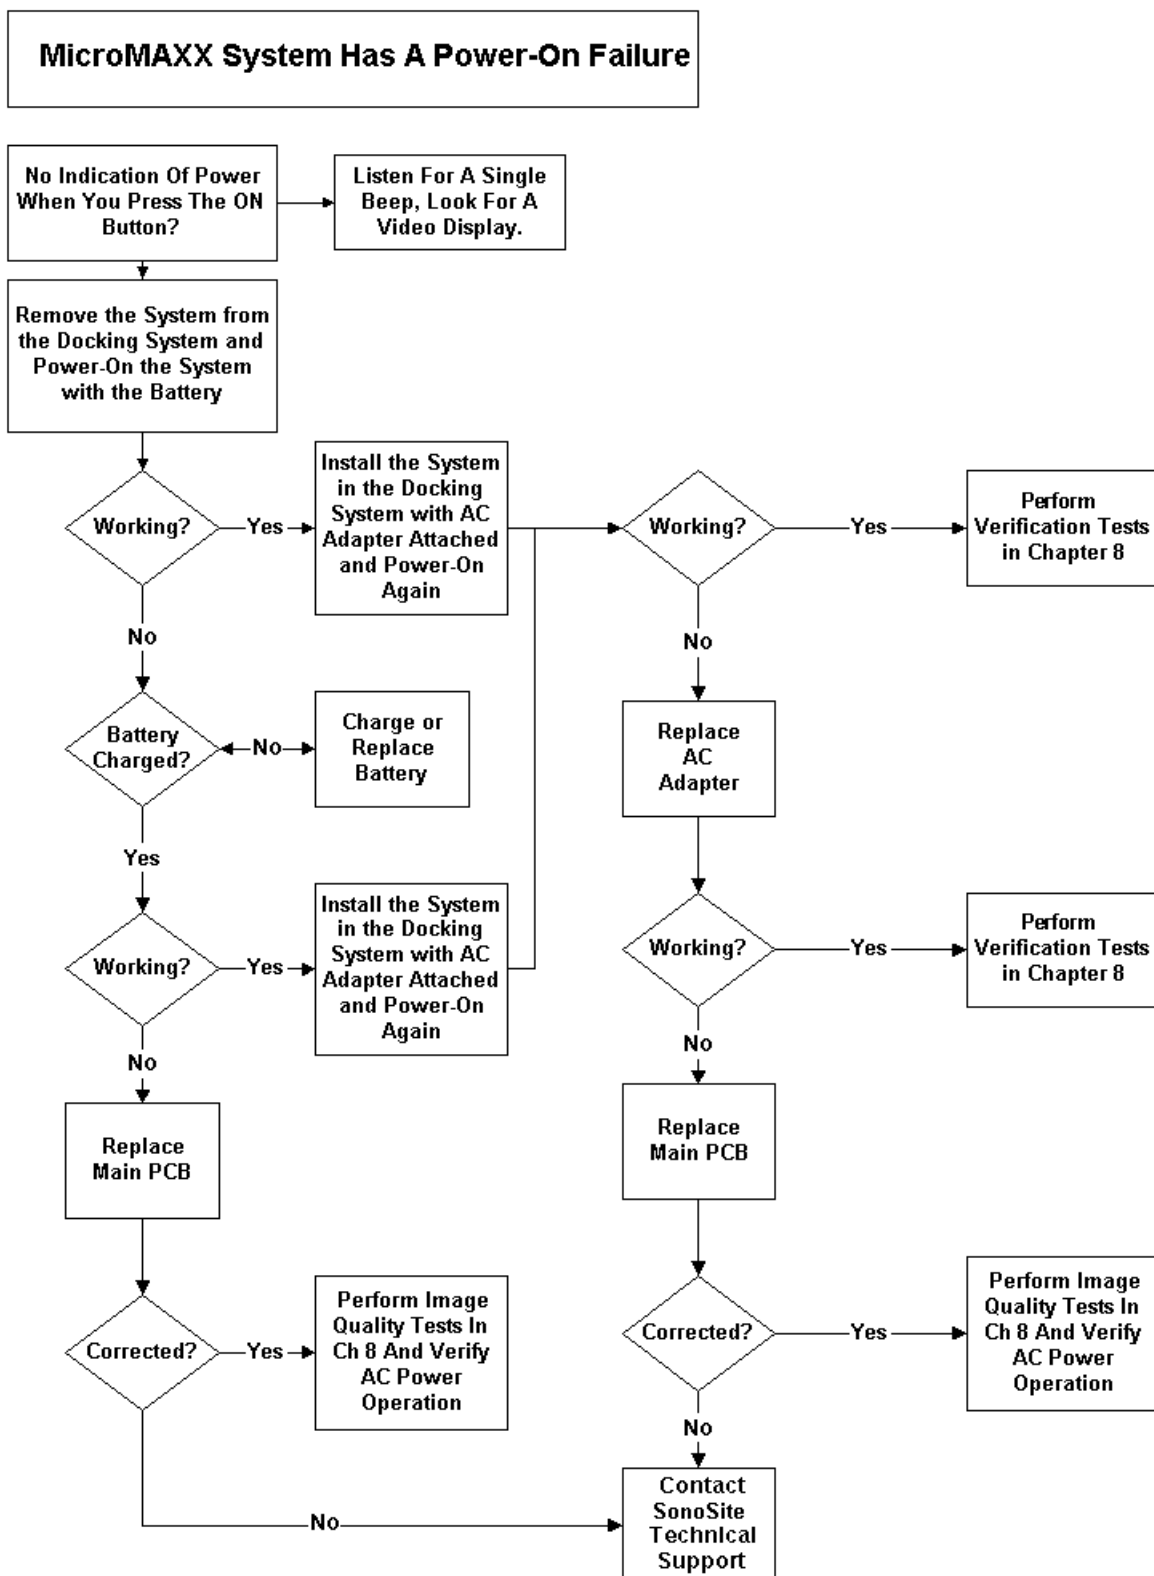 MicroMAXX System Has A Power-On Failure
No Indication Of Power
When You Press The ON
Button?
Listen For A Single
Beep, Look For A
Video Display.
Remove the System from
the Docking System and
Power-On the System
with the Battery
Working?
Yes
Install the System
in the Docking
System with AC
Adapter Attached
and Power-On
Again
Working?
Yes
Perform
Verification Tests
in Chapter 8
No
No
Battery
Charged?
No
Charge or
Replace
Battery
Replace
AC
Adapter
Yes
Working?
Yes
Install the System
in the Docking
System with AC
Adapter Attached
and Power-On
Again
Working?
Yes
Perform
Verification Tests
in Chapter 8
No
No
Replace
Main PCB
Replace
Main PCB
Corrected?
Yes
Perform Image
Quality Tests In
Ch 8 And Verify
AC Power
Operation
Corrected?
Yes
Perform Image
Quality Tests In
Ch 8 And Verify
AC Power
Operation
No
No
Contact
SonoSite
Technical
Support